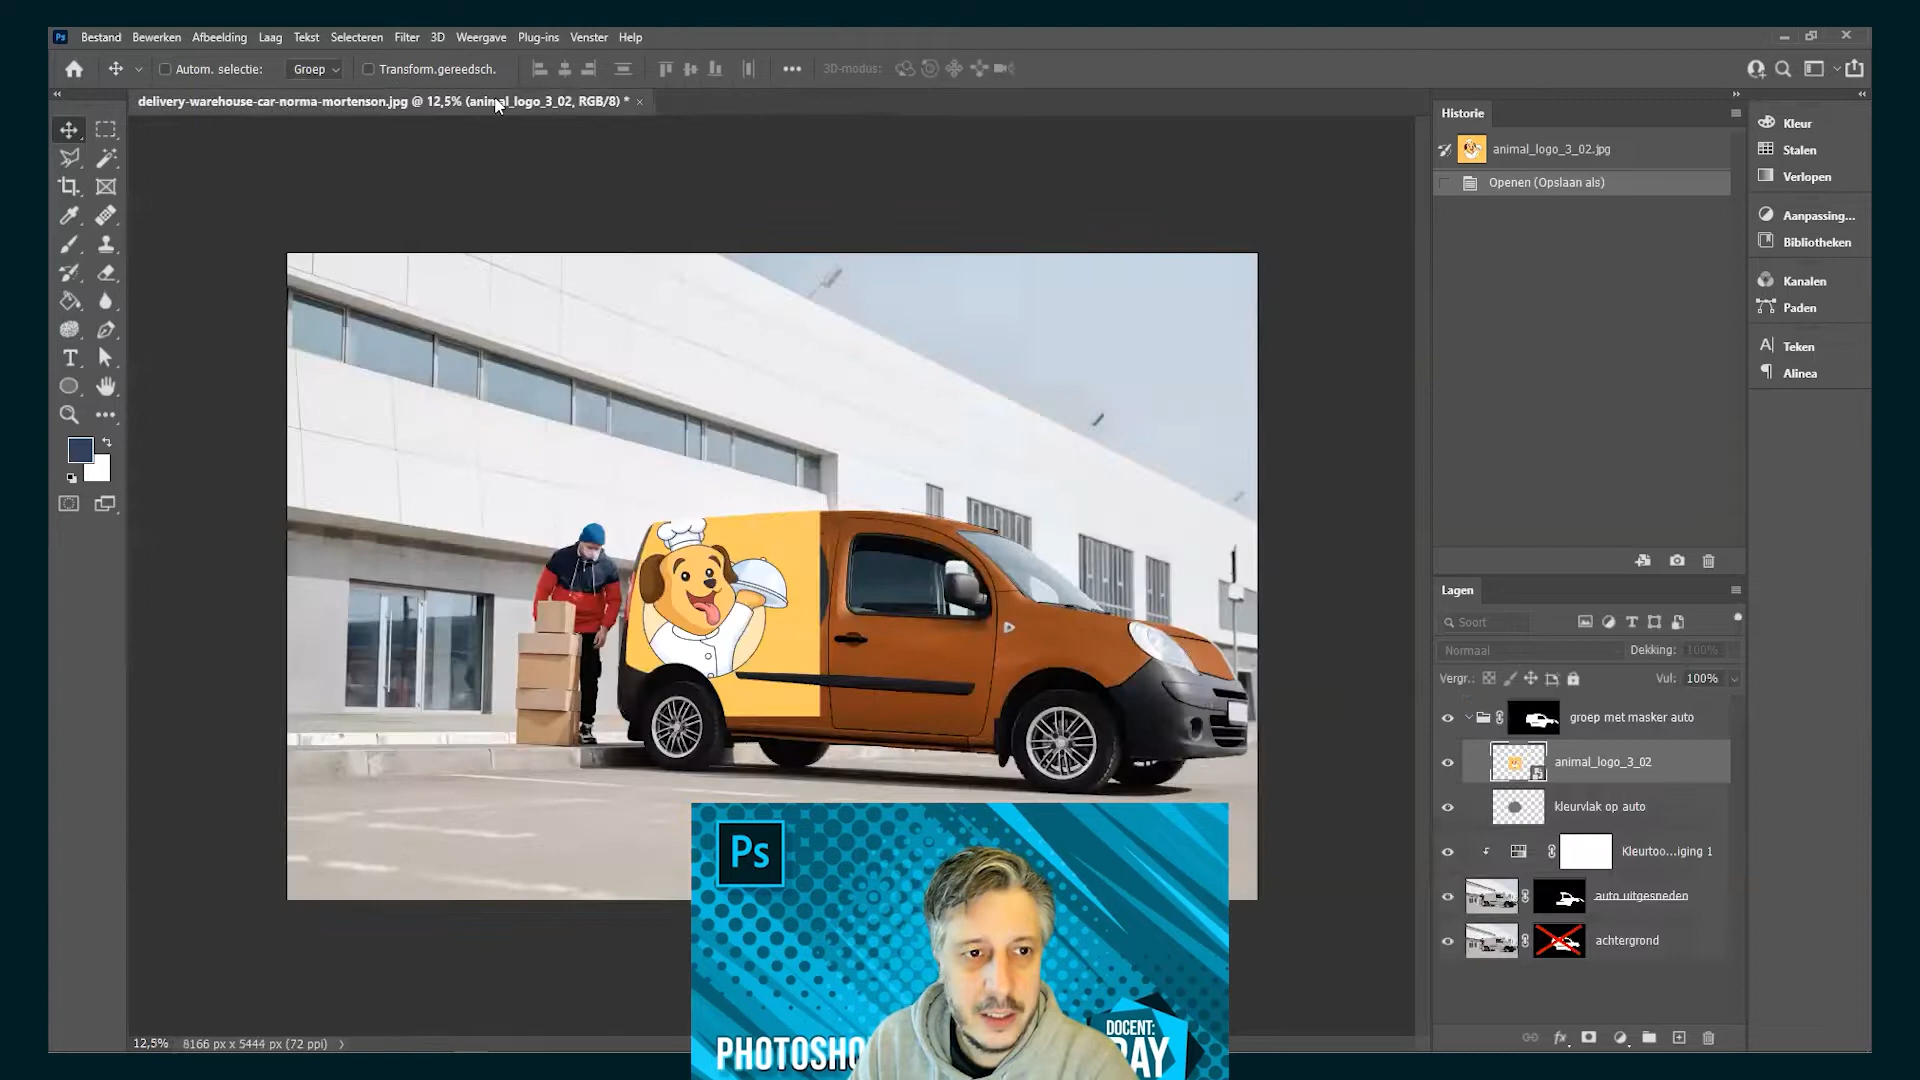 Ps Bestand Bewerken Afbeelding Laag Tekst Selecteren Filter 3D Weergave Plug-ins Venster Help
Autom. selectie: Groep Transform.gereedsch. 3D-modus:
delivery-warehouse-car-norma-mortenson.jpg @ 12,5% (animal_logo_3_02, RGB/8) *
Historie
animal_logo_3_02.jpg
Openen (Opslaan als)
Kleur
Stalen
Verlopen
Aanpassing...
Bibliotheken
Kanalen
Paden
Teken
Alinea
Lagen
Soort
Normaal Dekking: 100%
Vergr.: Vul: 100%
groep met masker auto
animal_logo_3_02
kleurvlak op auto
Kleurtoo...iging 1
auto uitgesneden
achtergrond
12,5% 8166 px x 5444 px (72 ppi)
Ps
DOCENT: